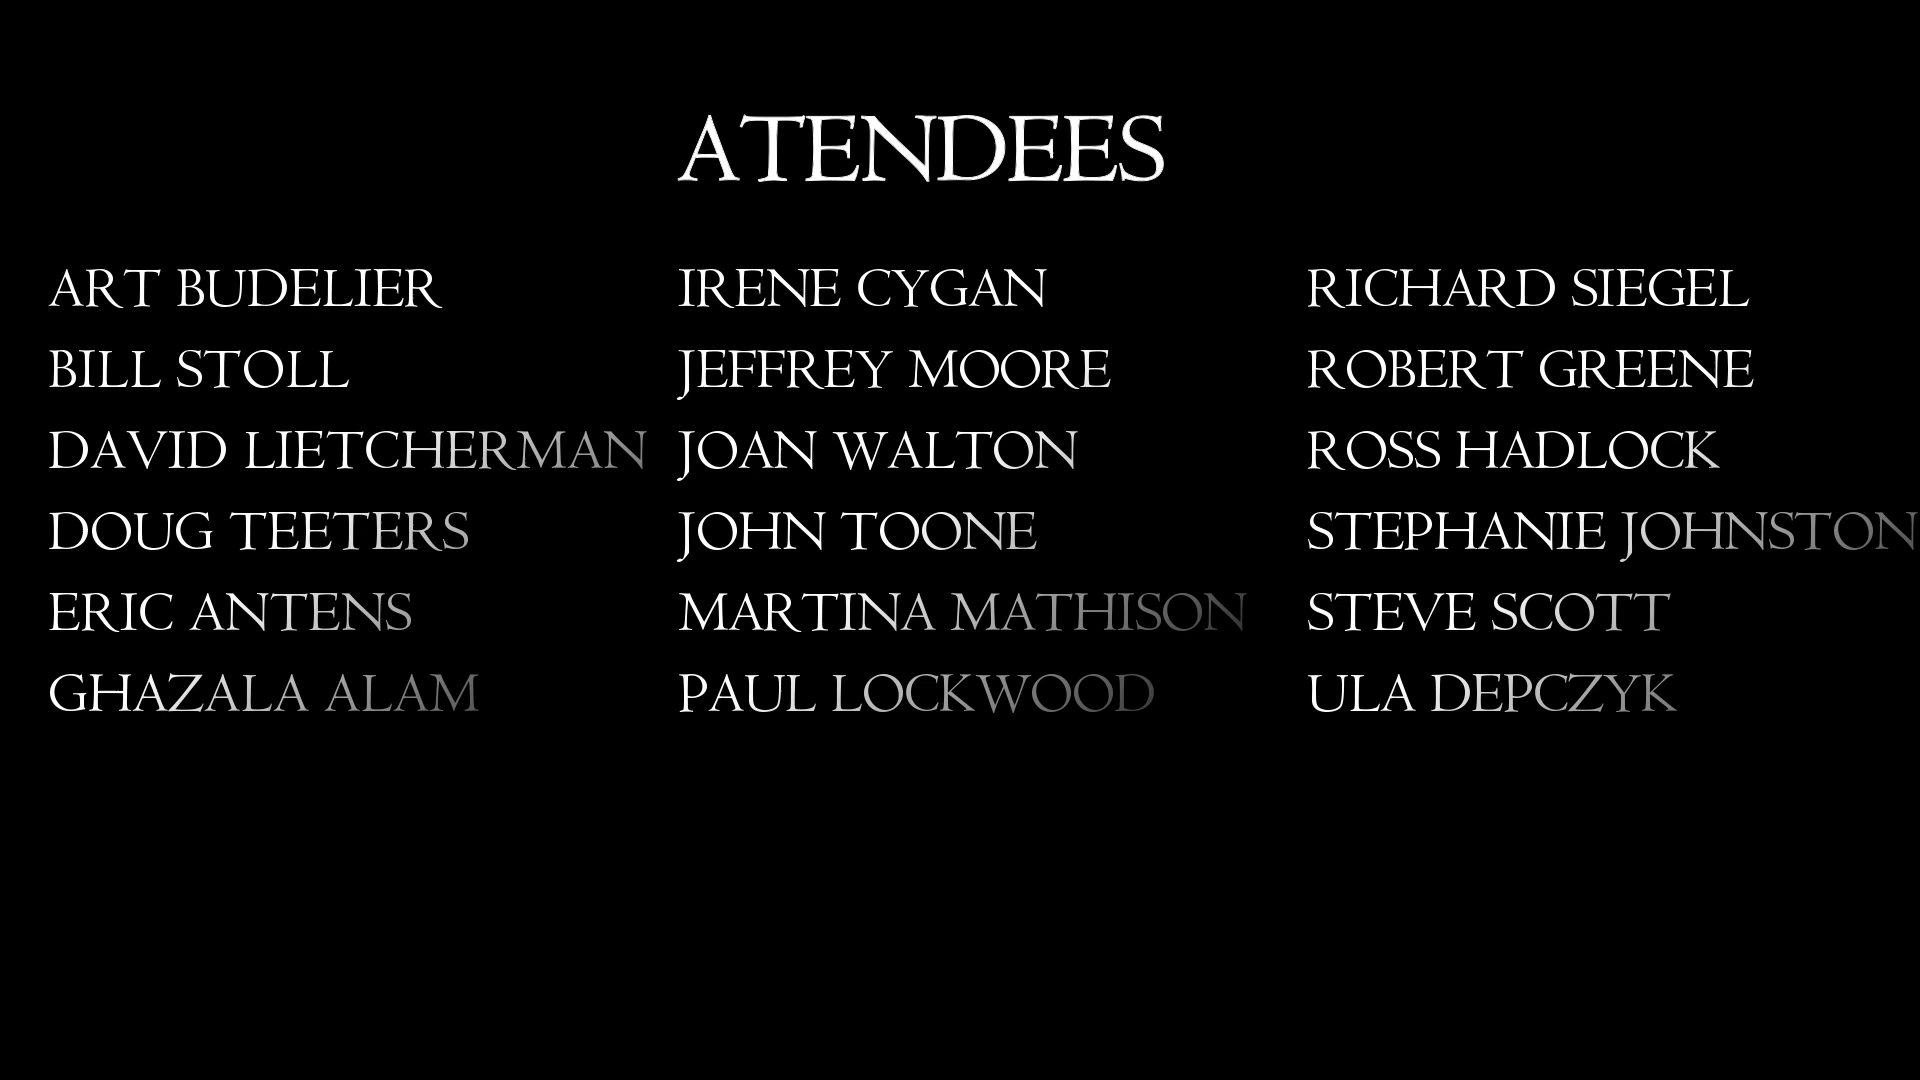 ATENDEES
ART BUDELIER
BILL STOLL
DAVID LIETCHERMAN
DOUG TEETERS
ERIC ANTENS
GHAZALA ALAM
IRENE CYGAN
JEFFREY MOORE
JOAN WALTON
JOHN TOONE
MARTINA MATHISON
PAUL LOCKWOOD
RICHARD SIEGEL
ROBERT GREENE
ROSS HADLOCK
STEPHANIE JOHNSTON
STEVE SCOTT
ULA DEPCZYK